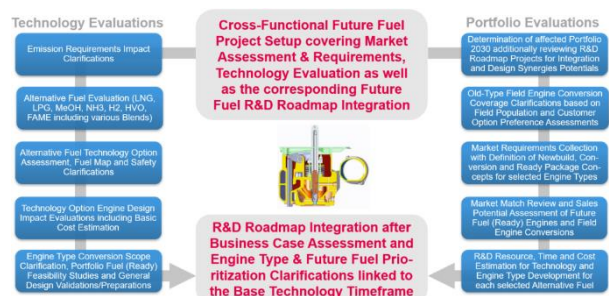 Technology Evaluations
Emission Requirements Impact
Clarifications
Alternative Fuel Evaluation (LNG,
LPG, MeOH, NH3, H2, HVO,
FAME including various Blends)
Alternative Fuel Technology Option
Assessment, Fuel Map and Safety
Clarifications
Technology Option Engine Design
Impact Evaluations including Basic
Cost Estimation
Engine Type Conversion Scope
Clarification, Portfolio Fuel (Ready)
Feasibility Studies and General
Design Validations/Preparations
Cross-Functional Future Fuel
Project Setup covering Market
Assessment & Requirements,
Technology Evaluation as well
as the corresponding Future
Fuel R&D Roadmap Integration
R&D Roadmap Integration after
Business Case Assessment and
Engine Type & Future Fuel Prio-
ritization Clarifications linked to
the Base Technology Timeframe
Portfolio Evaluations
Determination of affected Portfolio
2030 additionally reviewing R&D
Roadmap Projects for Integration
and Design Synergies Potentials
Old-Type Field Engine Conversion
Coverage Clarifications based on
Field Population and Customer
Option Preference Assessments
Market Requirements Collection
with Definition of Newbuild, Con-
version and Ready Package Con-
cepts for selected Engine Types
Market Match Review and Sales
Potential Assessment of Future
Fuel (Ready) Engines and Field
Engine Conversions
R&D Resource, Time and Cost
Estimation for Technology and
Engine Type Development for
each selected Alternative Fuel